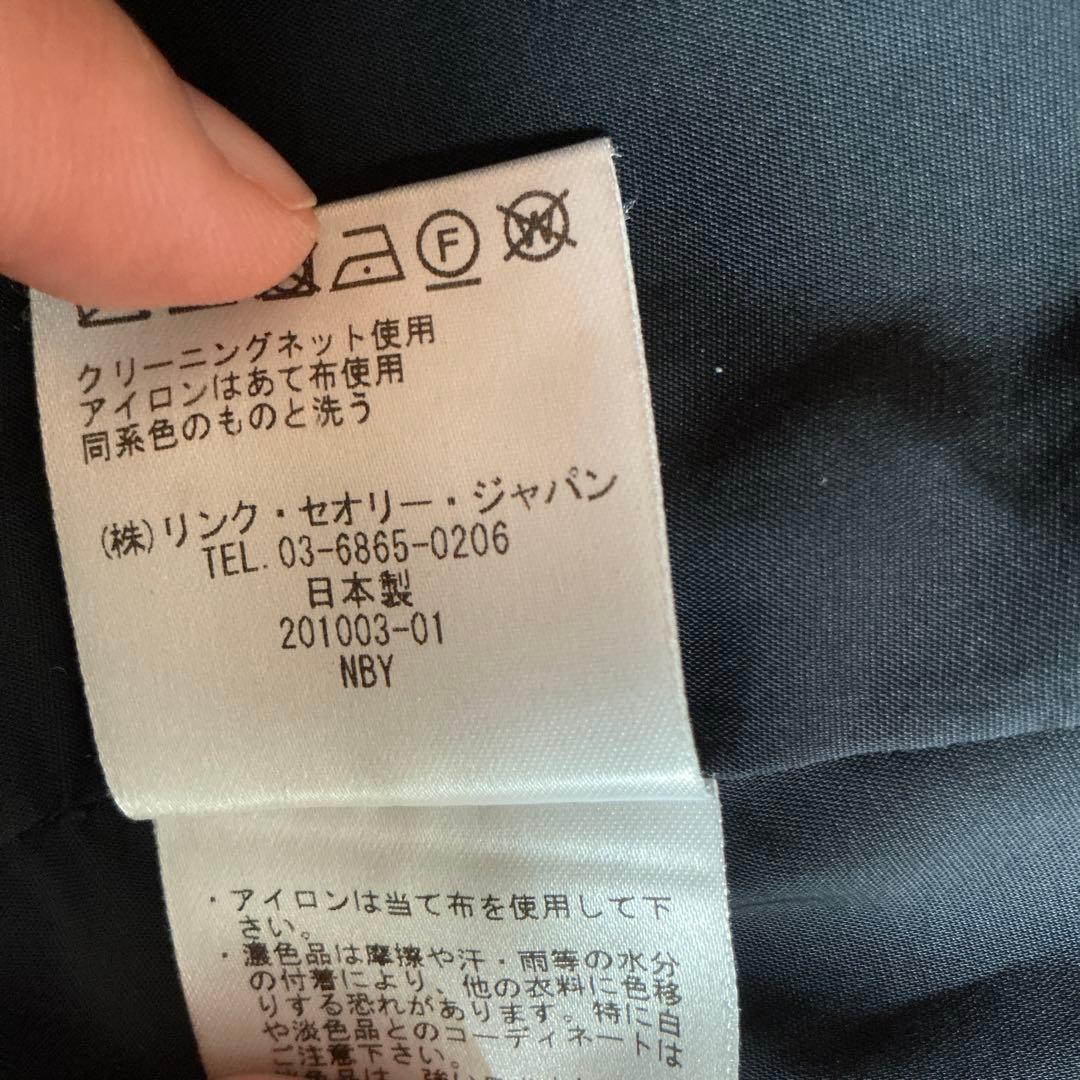 F W
クリーニングネット使用
アイロンはあて布使用
同系色のものと洗う
(株)リンク・セオリー・ジャパン
TEL.03-6865-0206
日本製
201003-01
NBY
・アイロンは当て布を使用して下
さい。
・濃色品は摩擦や汗・雨等の水分
の付着により、他の衣料に色移
りする恐れがあります。特に白
や淡色品とのコーディネートは
ご注意下さい。